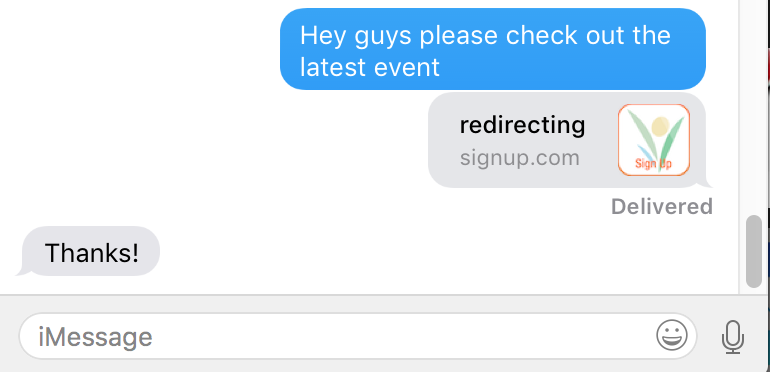 Hey guys please check out the
latest event
redirecting
signup.com
Sign Up
Delivered
Thanks!
iMessage